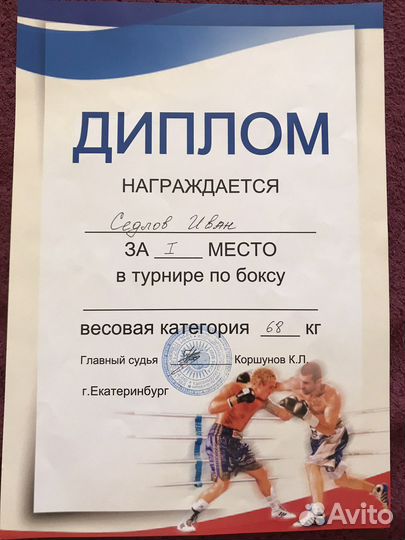 ДИПЛОМ
НАГРАЖДАЕТСЯ
Седлов Иван
ЗА I МЕСТО
в турнире по боксу
весовая категория 68 кг
Главный судья Коршунов К.Л.
г.Екатеринбург
Avito